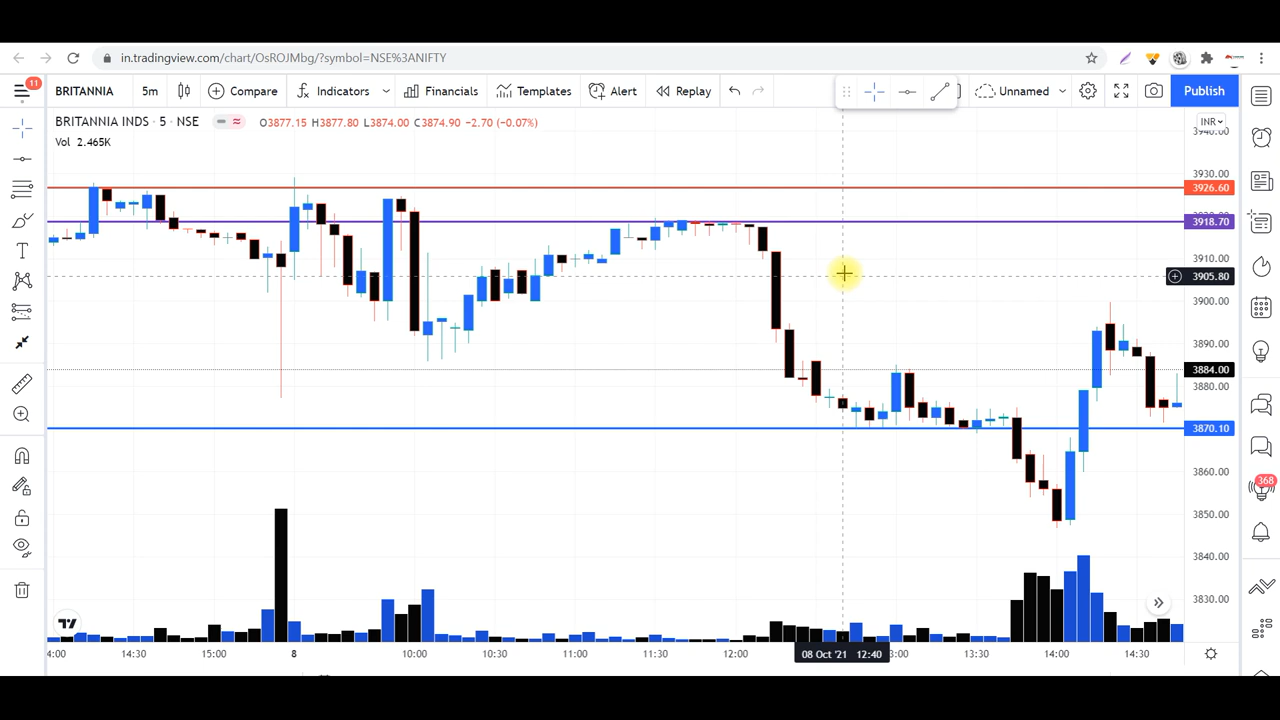 in.tradingview.com/chart/OsROJMbg/?symbol=NSE%3ANIFTY
11
BRITANNIA 5m Compare Indicators Financials Templates Alert Replay Unnamed Publish
BRITANNIA INDS · 5 · NSE O3877.15 H3877.80 L3874.00 C3874.90 −2.70 (−0.07%)
INR
Vol 2.465K
3940.00
3930.00
3926.60
3918.70
3910.00
3905.80
3900.00
3890.00
3884.00
3880.00
3870.10
3860.00
368
3850.00
3840.00
3830.00
14:30 15:00 8 10:00 10:30 11:00 11:30 12:00 08 Oct '21 12:40 13:30 14:00 14:30